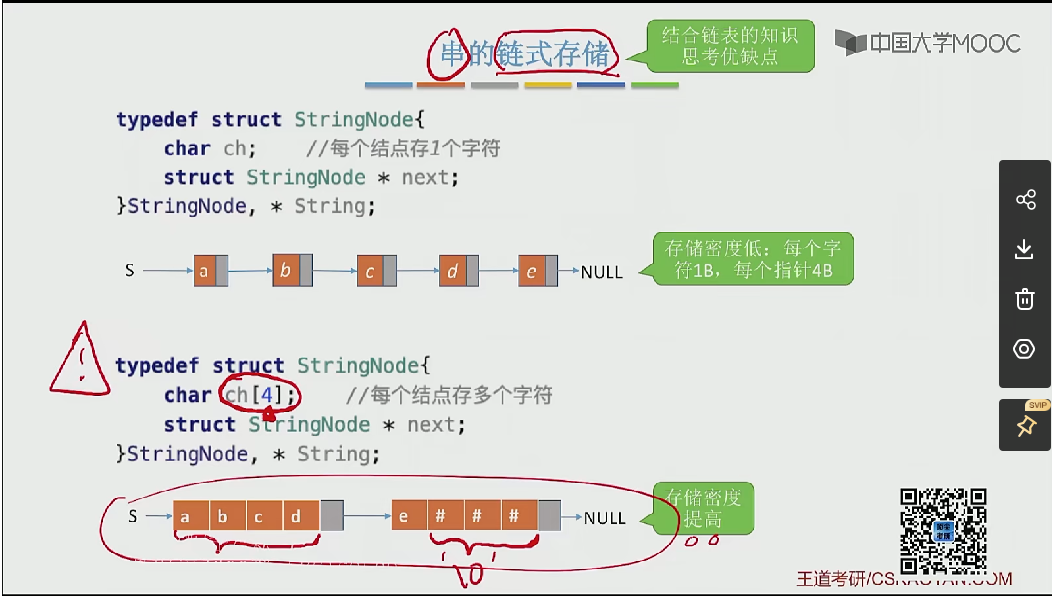 串的链式存储
结合链表的知识
思考优缺点
中国大学MOOC
typedef struct StringNode{
char ch; //每个结点存1个字符
struct StringNode * next;
}StringNode, * String;
S a b c d e NULL
存储密度低：每个字
符1B，每个指针4B
!
typedef struct StringNode{
char ch[4]; //每个结点存多个字符
struct StringNode * next;
}StringNode, * String;
S a b c d e # # # NULL
存储密度
提高
\0
SVIP
王道考研/CSKAOYAN.COM